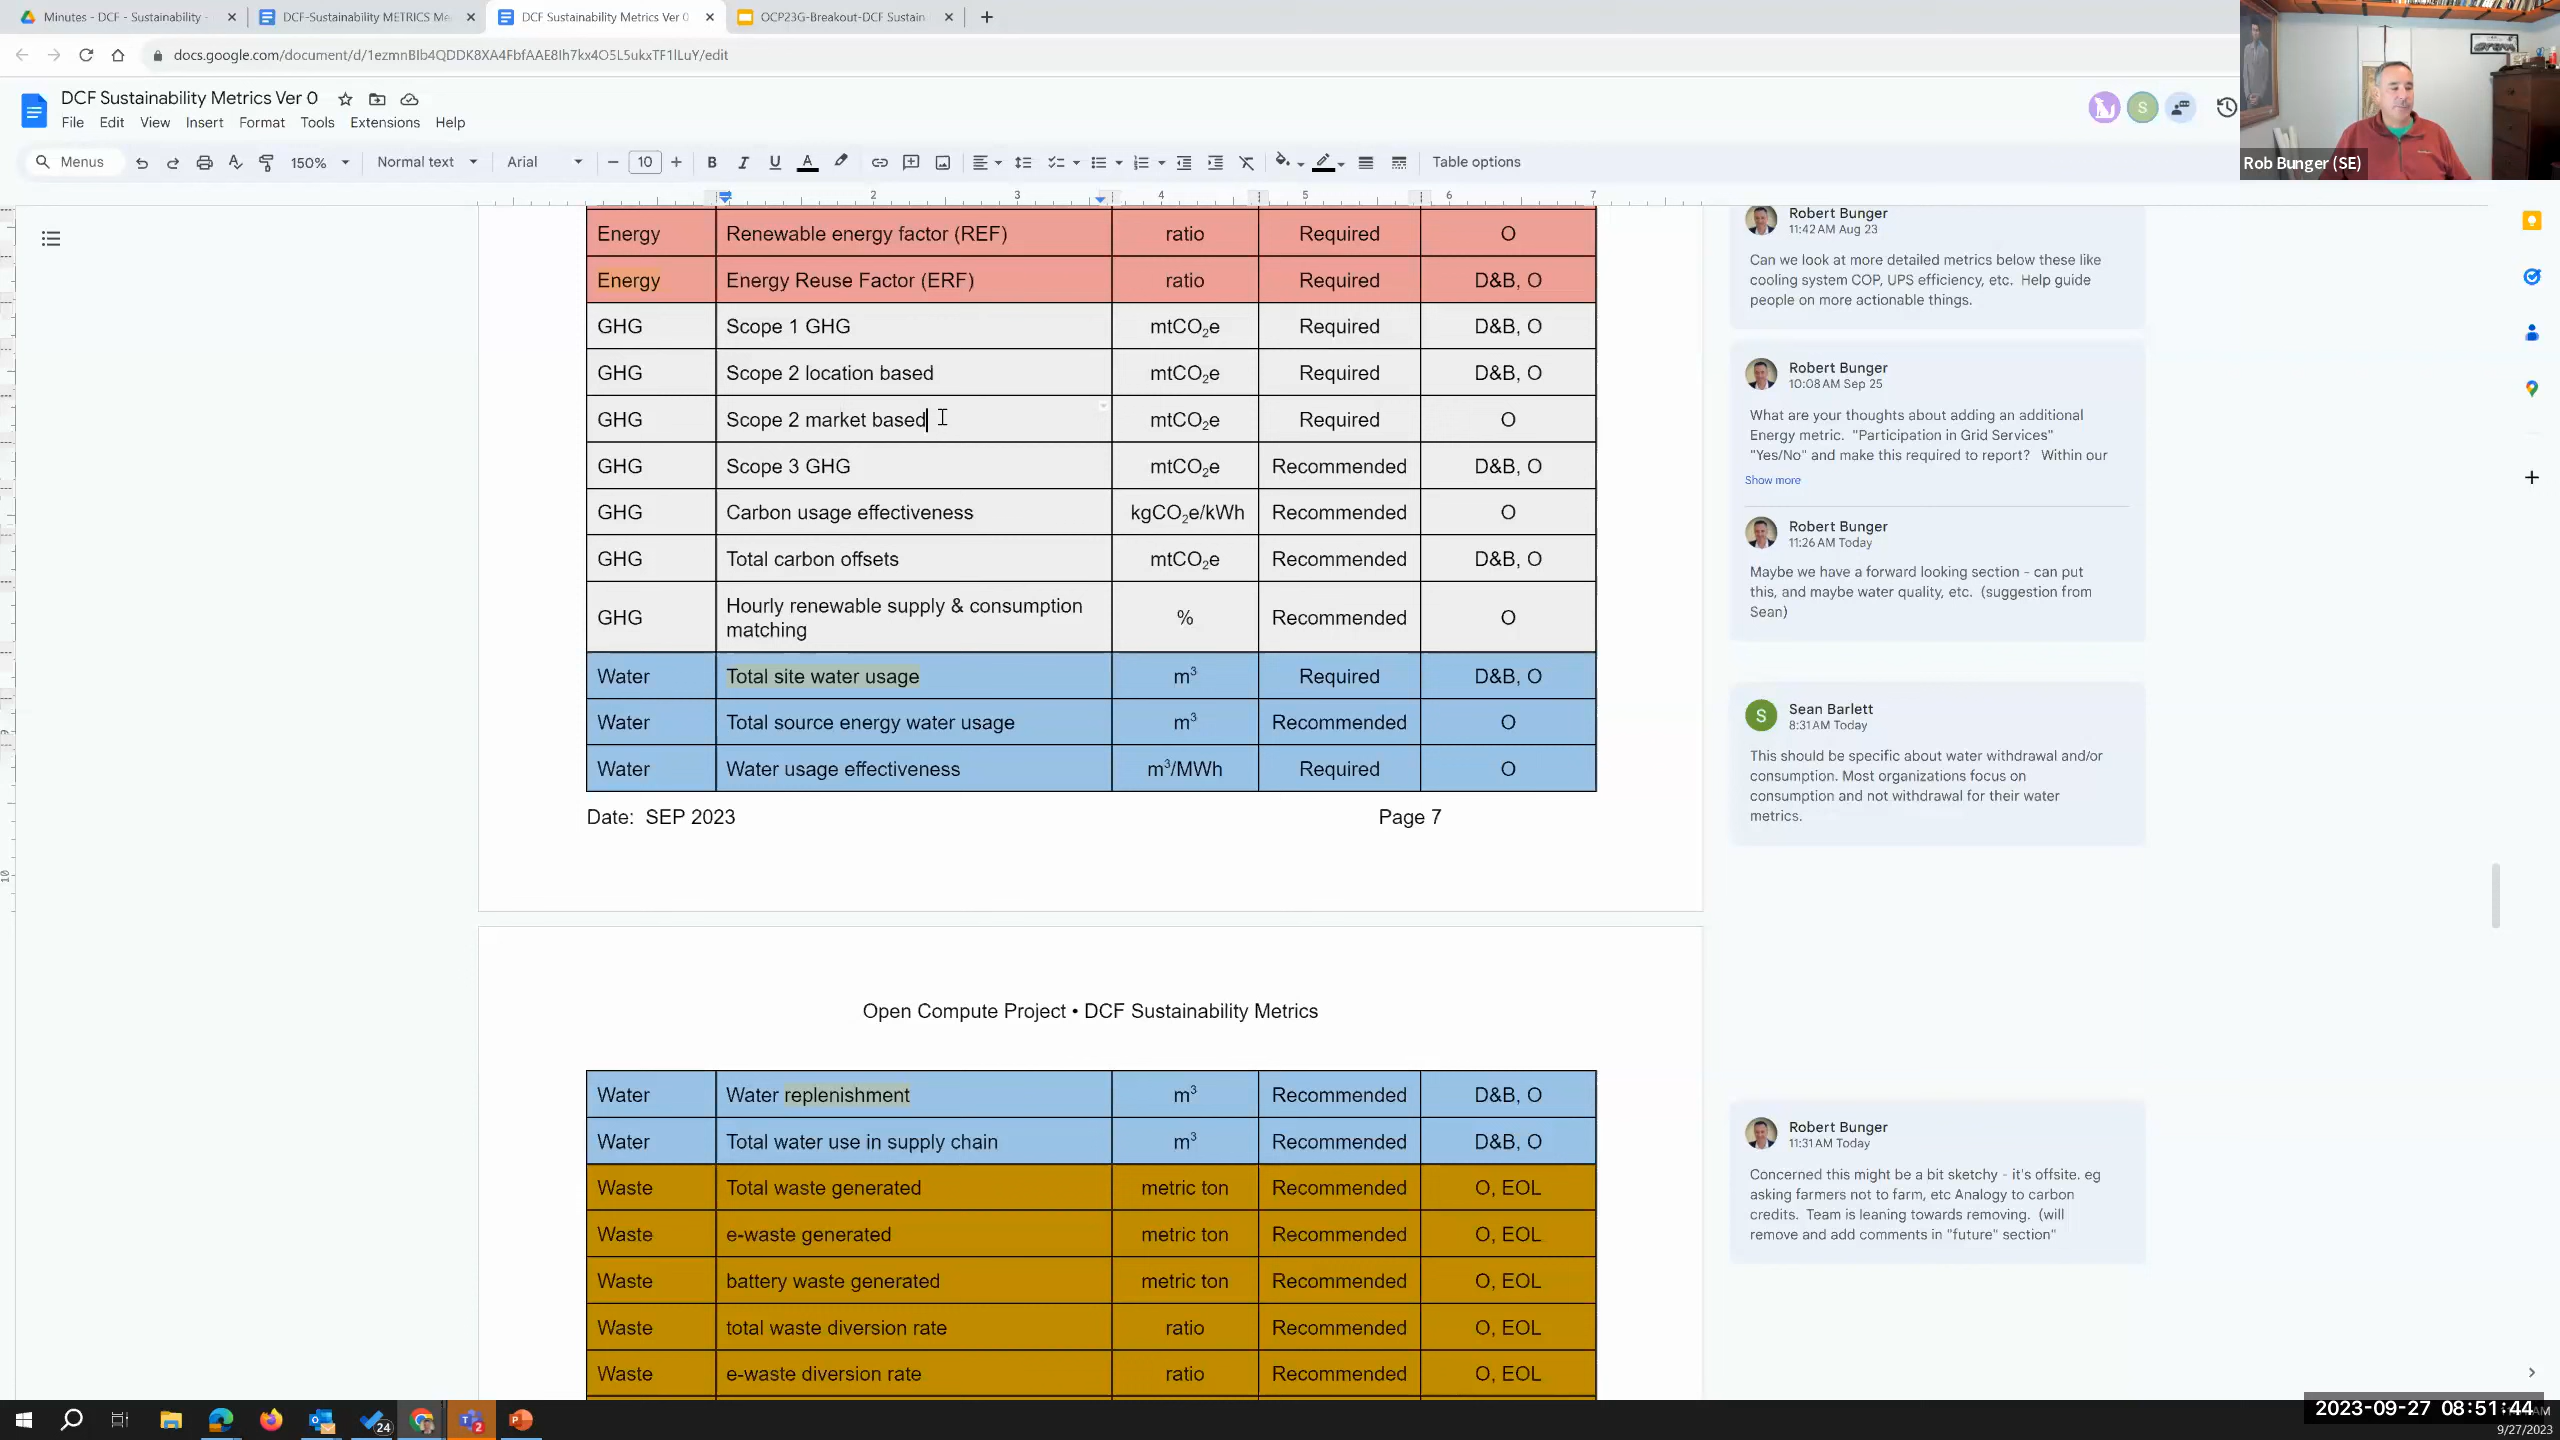 Minutes - DCF - Sustainability -
DCF-Sustainability METRICS Me
DCF Sustainability Metrics Ver 0
OCP23G-Breakout-DCF Sustain
docs.google.com/document/d/1ezmnBIb4QDDK8XA4FbfAAE8Ih7kx4O5L5ukxTF1lLuY/edit
DCF Sustainability Metrics Ver 0
File Edit View Insert Format Tools Extensions Help
S
Rob Bunger (SE)
Menus 150% Normal text Arial 10 B I U A Table options
2 3 4 5 6 7
Energy Renewable energy factor (REF) ratio Required O
Energy Energy Reuse Factor (ERF) ratio Required D&B, O
GHG Scope 1 GHG mtCO₂e Required D&B, O
GHG Scope 2 location based mtCO₂e Required D&B, O
GHG Scope 2 market based mtCO₂e Required O
GHG Scope 3 GHG mtCO₂e Recommended D&B, O
GHG Carbon usage effectiveness kgCO₂e/kWh Recommended O
GHG Total carbon offsets mtCO₂e Recommended D&B, O
GHG Hourly renewable supply & consumption matching % Recommended O
Water Total site water usage m³ Required D&B, O
Water Total source energy water usage m³ Recommended O
Water Water usage effectiveness m³/MWh Required O
Date: SEP 2023 Page 7
Open Compute Project • DCF Sustainability Metrics
Water Water replenishment m³ Recommended D&B, O
Water Total water use in supply chain m³ Recommended D&B, O
Waste Total waste generated metric ton Recommended O, EOL
Waste e-waste generated metric ton Recommended O, EOL
Waste battery waste generated metric ton Recommended O, EOL
Waste total waste diversion rate ratio Recommended O, EOL
Waste e-waste diversion rate ratio Recommended O, EOL
Robert Bunger
11:42 AM Aug 23
Can we look at more detailed metrics below these like
cooling system COP, UPS efficiency, etc. Help guide
people on more actionable things.
Robert Bunger
10:08 AM Sep 25
What are your thoughts about adding an additional
Energy metric. "Participation in Grid Services"
"Yes/No" and make this required to report? Within our
Show more
Robert Bunger
11:26 AM Today
Maybe we have a forward looking section - can put
this, and maybe water quality, etc. (suggestion from
Sean)
S
Sean Barlett
8:31 AM Today
This should be specific about water withdrawal and/or
consumption. Most organizations focus on
consumption and not withdrawal for their water
metrics.
Robert Bunger
11:31 AM Today
Concerned this might be a bit sketchy - it's offsite. eg
asking farmers not to farm, etc Analogy to carbon
credits. Team is leaning towards removing. (will
remove and add comments in "future" section"
10
24
2
2023-09-27 08:51:44
9/27/2023